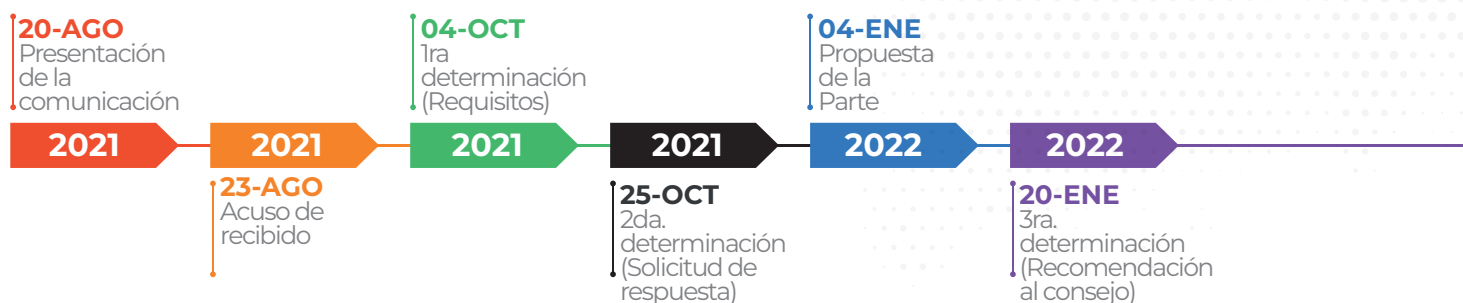 20-AGO
Presentación
de la
comunicación
2021
2021
23-AGO
Acuso de
recibido
04-OCT
1ra
determinación
(Requisitos)
2021
2021
25-OCT
2da.
determinación
(Solicitud de
respuesta)
04-ENE
Propuesta
de la
Parte
2022
2022
20-ENE
3ra.
determinación
(Recomendación
al consejo)